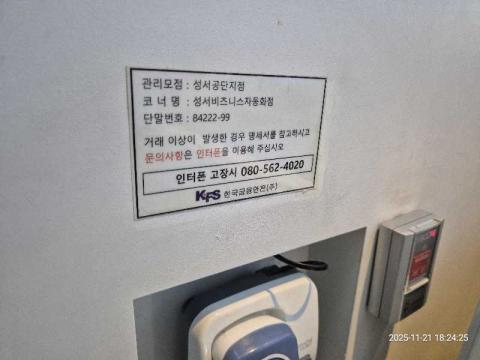 관리모점 : 성서공단지점
코 너 명 : 성서비즈니스자동화점
단말번호 : 84222-99
거래 이상이 발생한 경우 명세서를 참고하시고
문의사항은 인터폰을 이용해 주십시오
인터폰 고장시 080-562-4020
KFS 한국금융안전(주)
2025-11-21 18:24:25